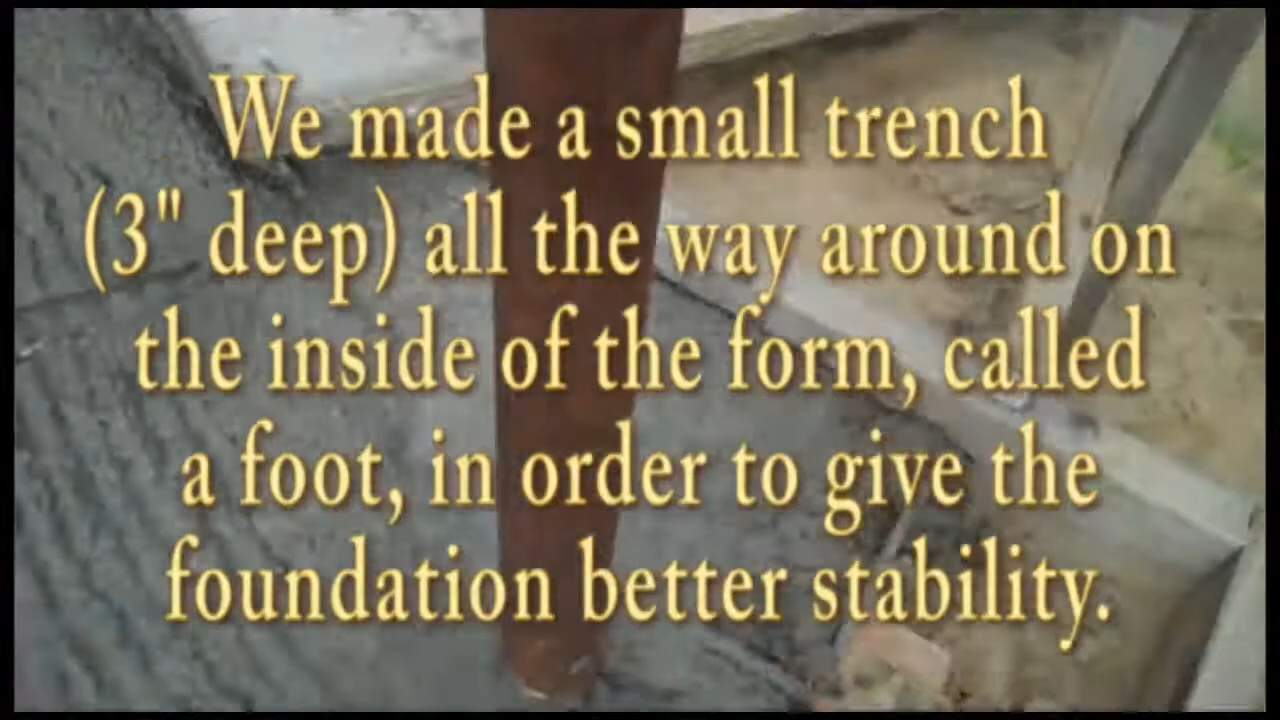 We made a small trench
(3" deep) all the way around on
the inside of the form, called
a foot, in order to give the
foundation better stability.